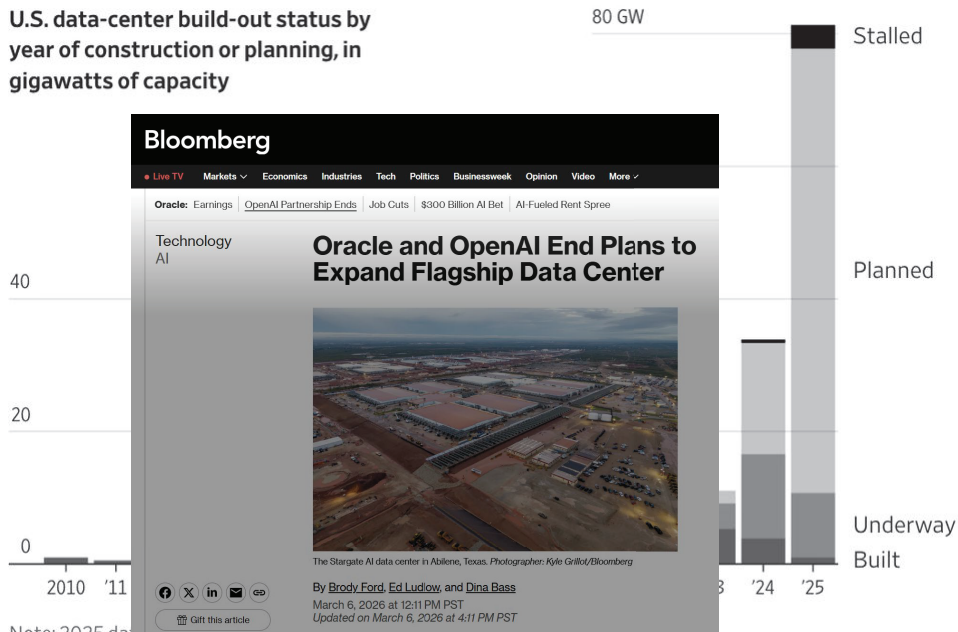 U.S. data-center build-out status by
year of construction or planning, in
gigawatts of capacity
80 GW
Stalled
Planned
40
20
0
Underway
Built
2010
'11
'24
'25
Bloomberg
Live TV Markets Economics Industries Tech Politics Businessweek Opinion Video More
Oracle: Earnings OpenAI Partnership Ends Job Cuts $300 Billion AI Bet AI-Fueled Rent Spree
Technology
AI
Oracle and OpenAI End Plans to
Expand Flagship Data Center
The Stargate AI data center in Abilene, Texas. Photographer: Kyle Grillot/Bloomberg
By Brody Ford, Ed Ludlow, and Dina Bass
March 6, 2026 at 12:11 PM PST
Updated on March 6, 2026 at 4:11 PM PST
Gift this article